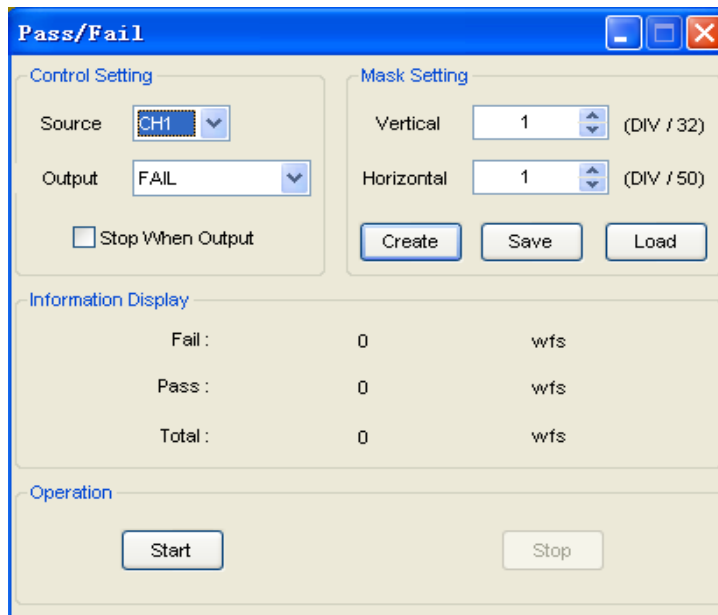 Pass/Fail
Control Setting
Source CH1
Output FAIL
Stop When Output
Mask Setting
Vertical 1 (DIV / 32)
Horizontal 1 (DIV / 50)
Create Save Load
Information Display
Fail : 0 wfs
Pass : 0 wfs
Total : 0 wfs
Operation
Start Stop